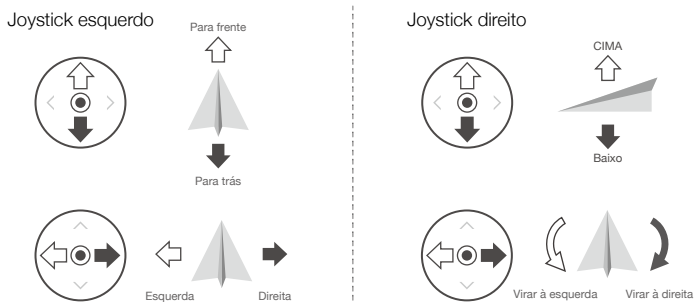 Joystick esquerdo
Para frente
Para trás
Esquerda
Direita
Joystick direito
CIMA
Baixo
Virar à esquerda
Virar à direita